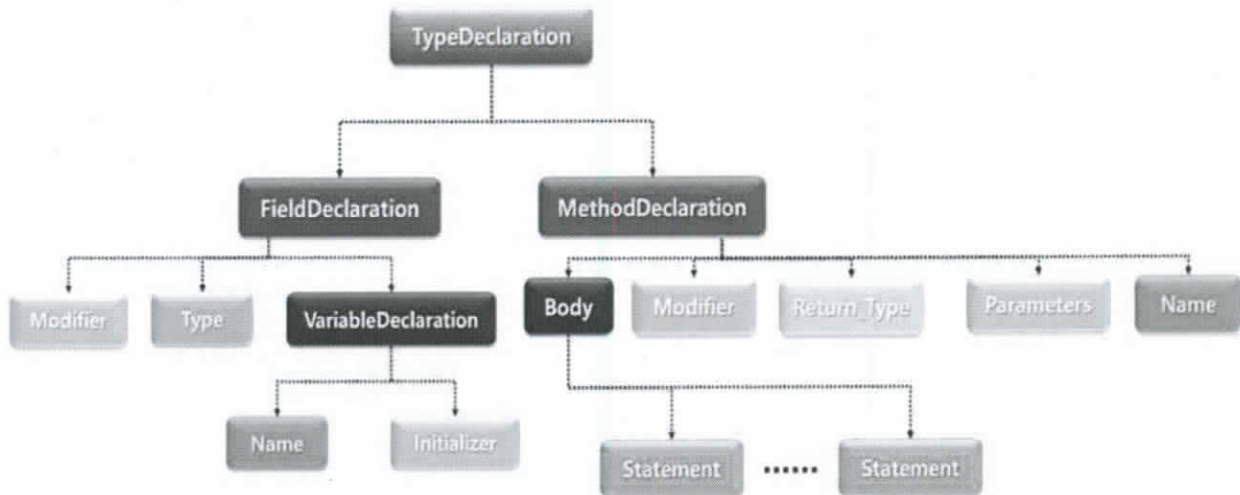 TypeDeclaration
FieldDeclaration MethodDeclaration
Modifier Type VariableDeclaration Body Modifier Return_Type Parameters Name
Name Initializer
Statement ...... Statement